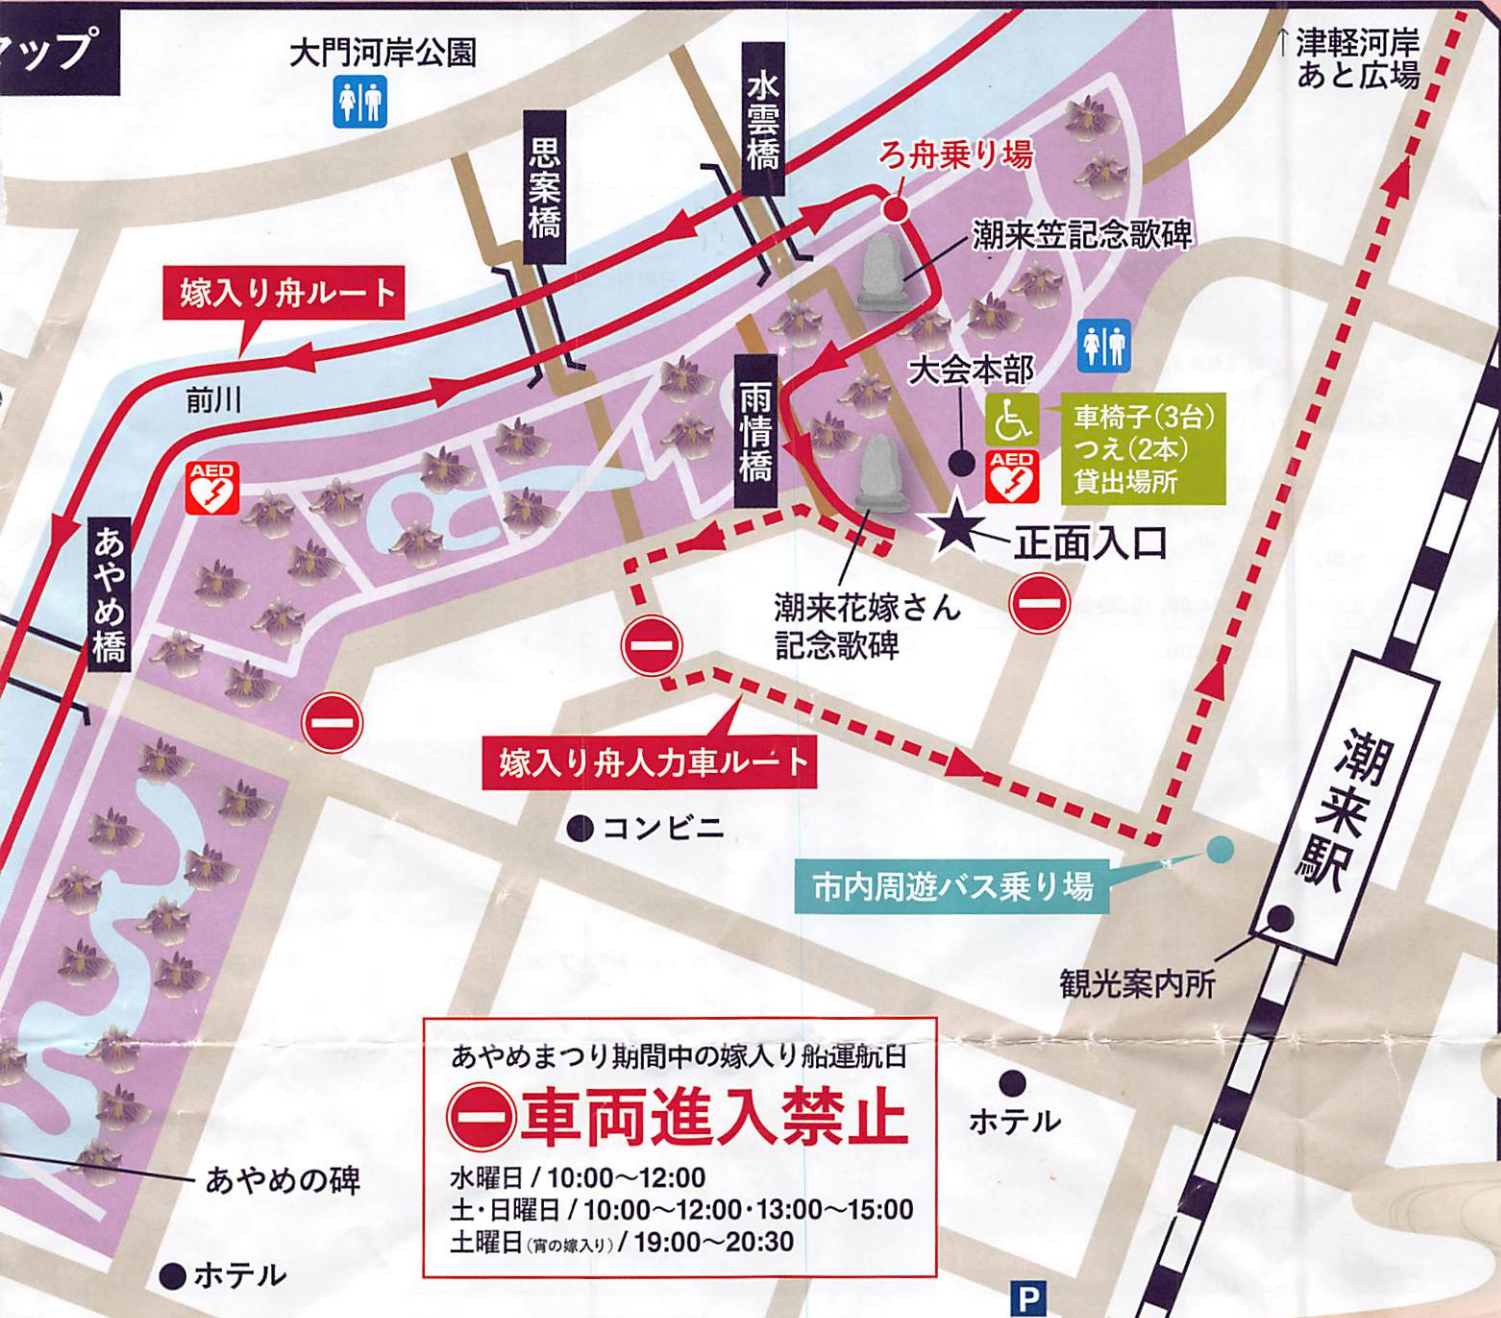 マップ
大門河岸公園
↑津軽河岸
あと広場
水雲橋
思案橋
ろ舟乗り場
潮来笠記念歌碑
嫁入り舟ルート
前川
大会本部
雨情橋
車椅子(3台)
つえ(2本)
貸出場所
AED
AED
正面入口
あやめ橋
潮来花嫁さん
記念歌碑
嫁入り舟人力車ルート
潮来駅
コンビニ
市内周遊バス乗り場
観光案内所
あやめまつり期間中の嫁入り船運航日
車両進入禁止
水曜日/10:00〜12:00
土・日曜日/10:00〜12:00・13:00〜15:00
土曜日(宵の嫁入り)/19:00〜20:30
ホテル
あやめの碑
ホテル
P